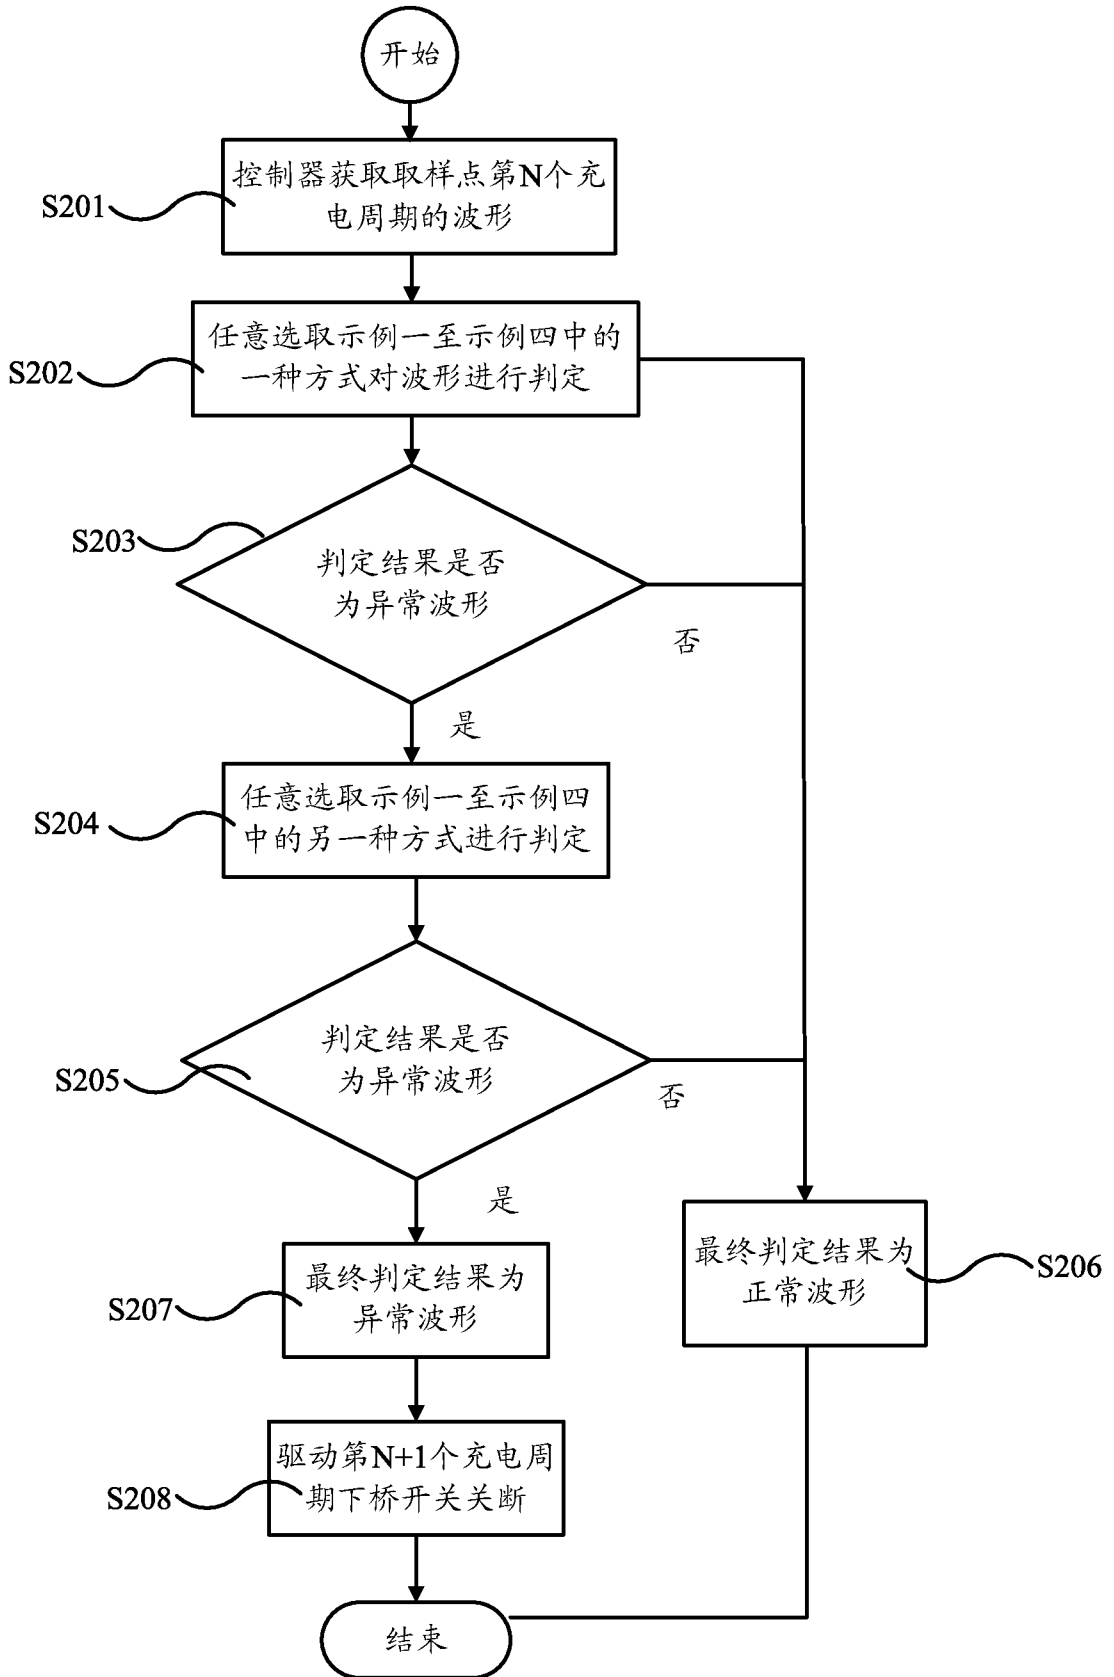 开始
控制器获取取样点第N个充
电周期的波形
S201
任意选取示例一至示例四中的
一种方式对波形进行判定
S202
S203
判定结果是否
为异常波形
否
是
任意选取示例一至示例四
中的另一种方式进行判定
S204
判定结果是否
为异常波形
S205
否
是
最终判定结果为
异常波形
S207
最终判定结果为
正常波形
S206
驱动第N+1个充电周
期下桥开关关断
S208
结束